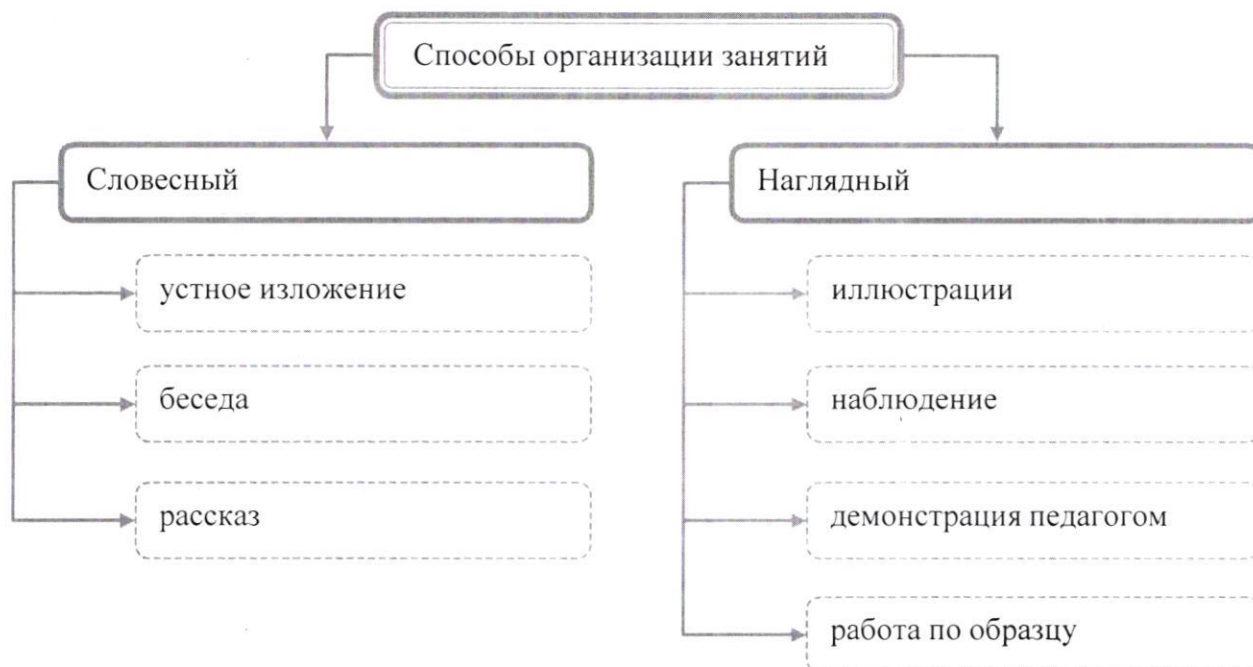 Способы организации занятий
Словесный
устное изложение
беседа
рассказ
Наглядный
иллюстрации
наблюдение
демонстрация педагогом
работа по образцу